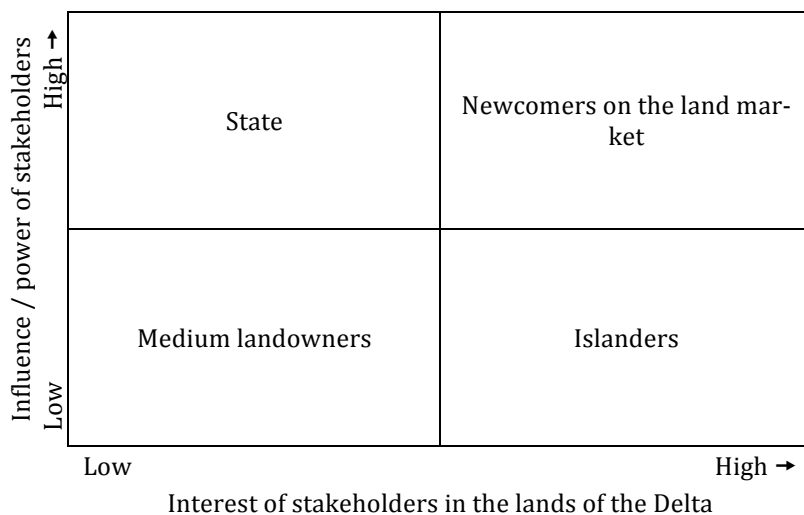 Influence / power of stakeholders
High →
Low
State
Newcomers on the land mar-
ket
Medium landowners
Islanders
Low
High →
Interest of stakeholders in the lands of the Delta